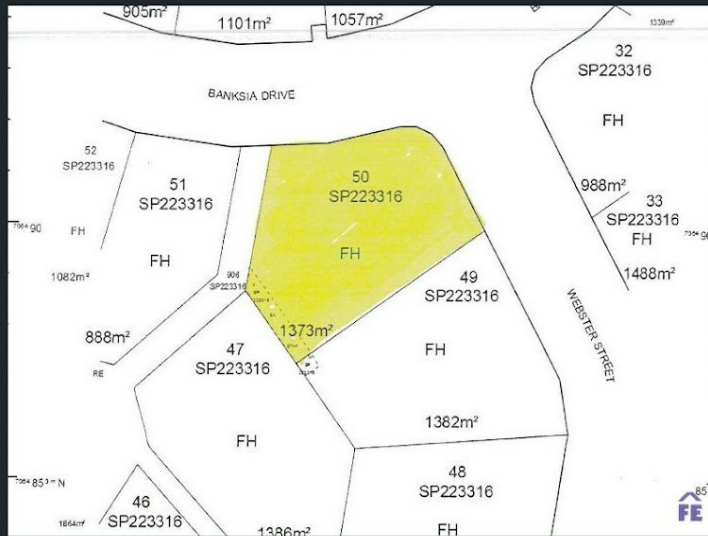 905m²
1101m²
1057m²
1339m²
32
SP223316
FH
BANKSIA DRIVE
52
SP223316
FH
1082m²
51
SP223316
FH
888m²
50
SP223316
FH
1373m²
988m²
33
SP223316
FH
1488m²
49
SP223316
FH
1382m²
906
SP223316
WEBSTER STREET
47
SP223316
FH
RE
48
SP223316
FH
46
SP223316
1386m²
FE